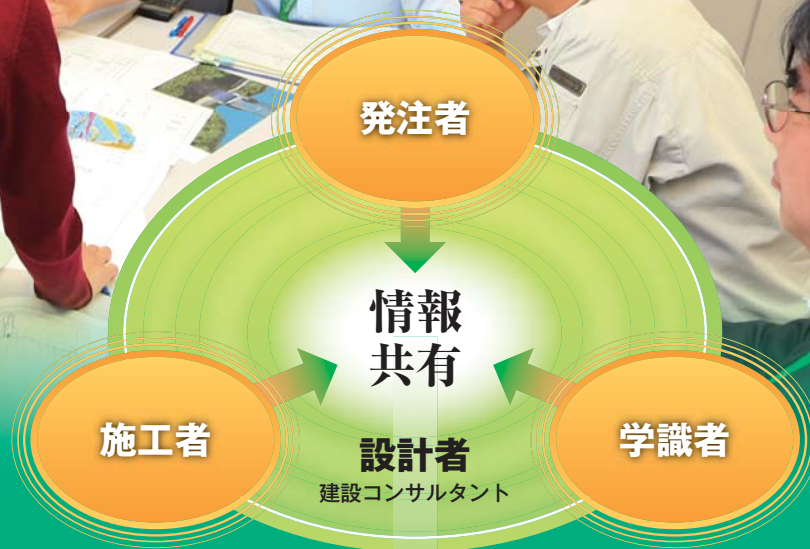 発注者
情報
共有
施工者
学識者
設計者
建設コンサルタント